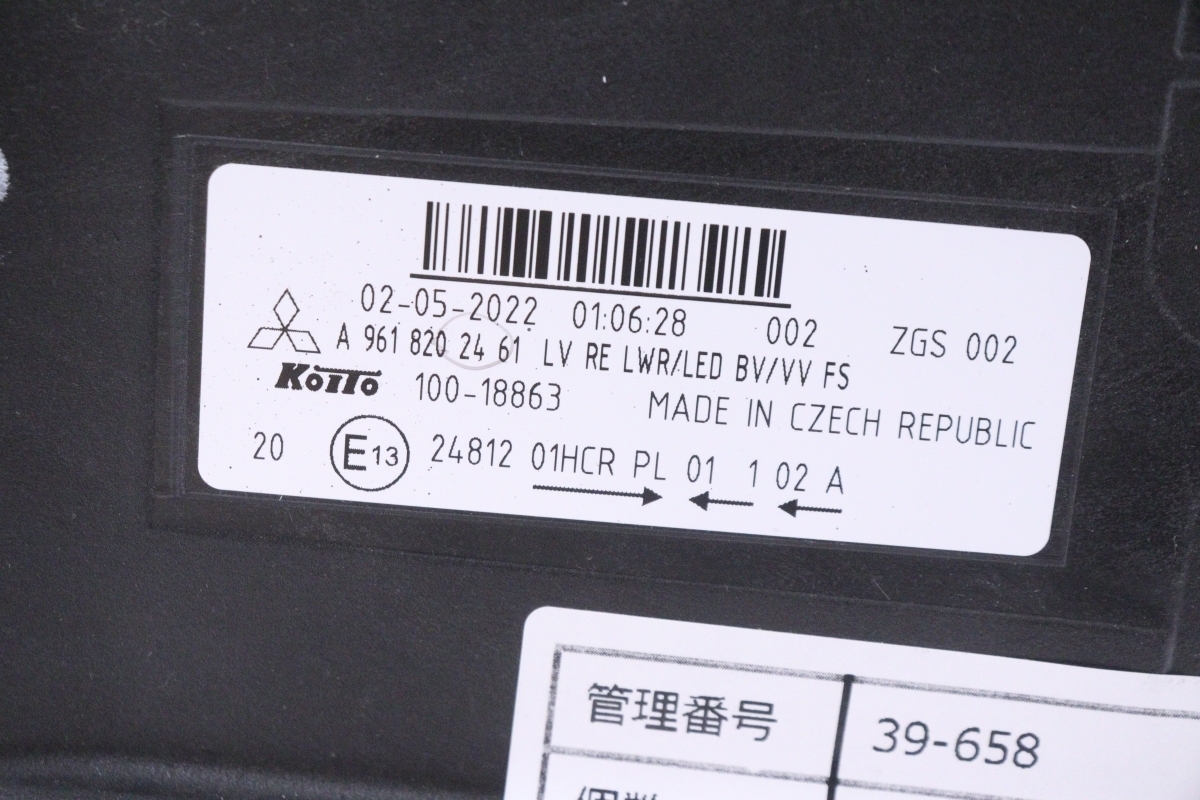 02-05-2022 01:06:28 002 ZGS 002
A 961 820 24 61 LV RE LWR/LED BV/VV FS
KOITO 100-18863 MADE IN CZECH REPUBLIC
20 E13 24812 01HCR PL 01 1 02 A
管理番号 39-658